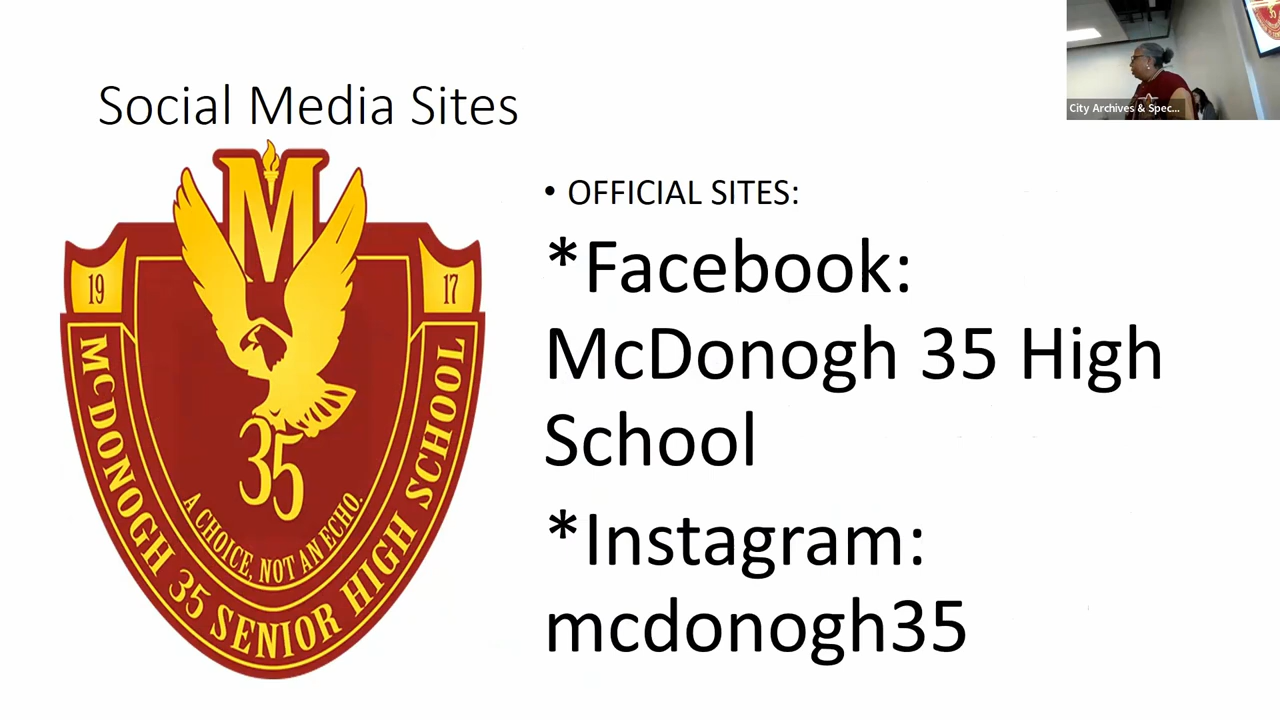 Social Media Sites
M
19
17
McDONOGH 35 SENIOR HIGH SCHOOL
35
A CHOICE, NOT AN ECHO.
• OFFICIAL SITES:
*Facebook:
McDonogh 35 High
School
*Instagram:
mcdonogh35
City Archives & Spec...